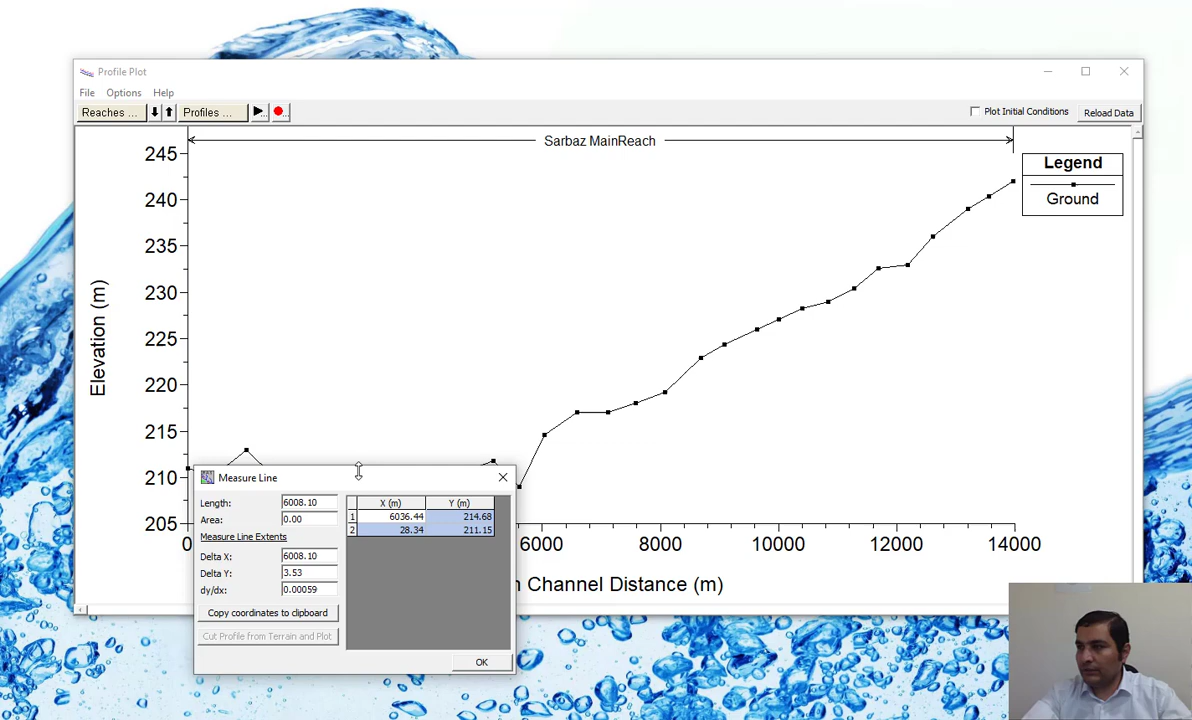 Profile Plot
File Options Help
Reaches ... Profiles ... Plot Initial Conditions Reload Data
Sarbaz MainReach
Legend
Ground
245
240
235
230
225
220
215
210
205
Elevation (m)
0 6000 8000 10000 12000 14000
n Channel Distance (m)
Measure Line
Length: 6008.10
Area: 0.00
Measure Line Extents
Delta X: 6008.10
Delta Y: 3.53
dy/dx: 0.00059
Copy coordinates to clipboard
Cut Profile from Terrain and Plot
X (m) Y (m)
1 6036.44 214.68
2 28.34 211.15
OK